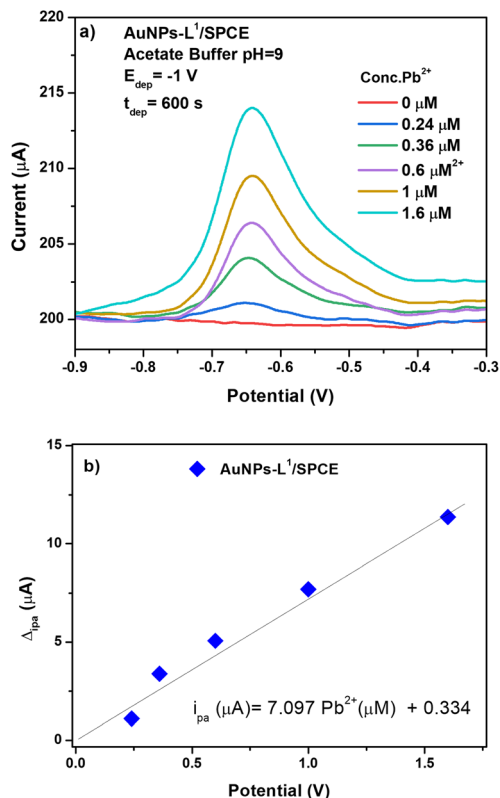 a)
AuNPs-L¹/SPCE
Acetate Buffer pH=9
E_dep= -1 V
t_dep= 600 s
Conc.Pb²⁺
0 μM
0.24 μM
0.36 μM
0.6 μM²⁺
1 μM
1.6 μM
Current (μA)
220
215
210
205
200
-0.9 -0.8 -0.7 -0.6 -0.5 -0.4 -0.3
Potential (V)
b)
AuNPs-L¹/SPCE
Δ_ipa (μA)
15
10
5
0
i_pa (μA)= 7.097 Pb²⁺(μM) + 0.334
0.0 0.5 1.0 1.5
Potential (V)